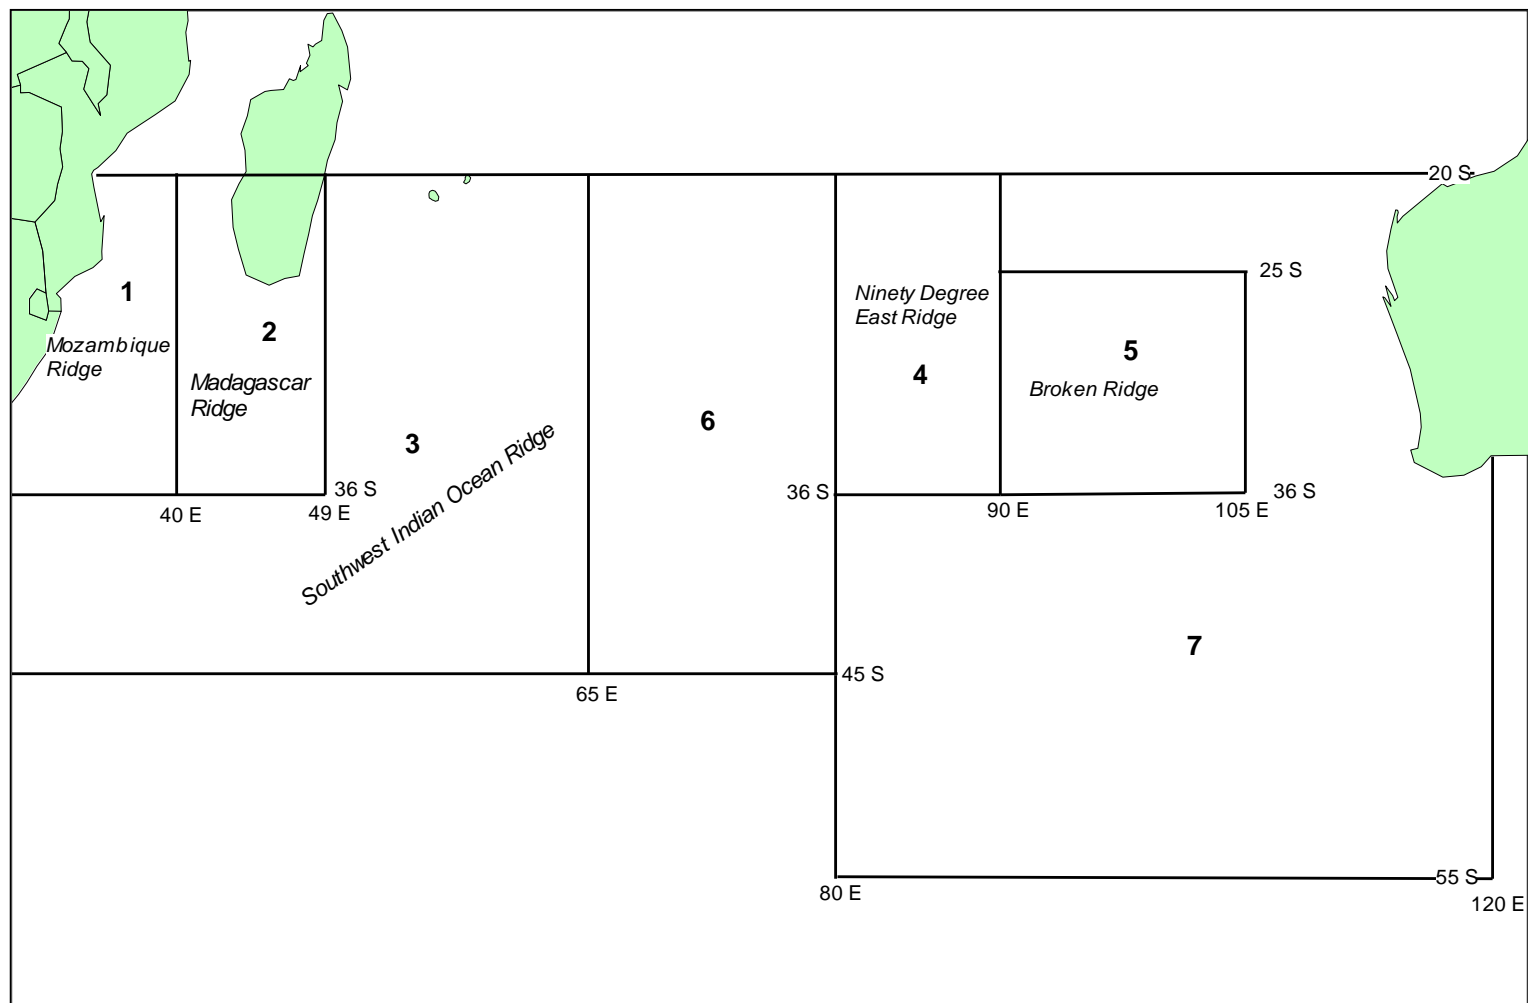 20 S
25 S
1
Ninety Degree
East Ridge
2
Mozambique
Ridge
5
4
Madagascar
Ridge
Broken Ridge
6
3
Southwest Indian Ocean Ridge
36 S
36 S
36 S
40 E
49 E
90 E
105 E
7
45 S
65 E
55 S
80 E
120 E